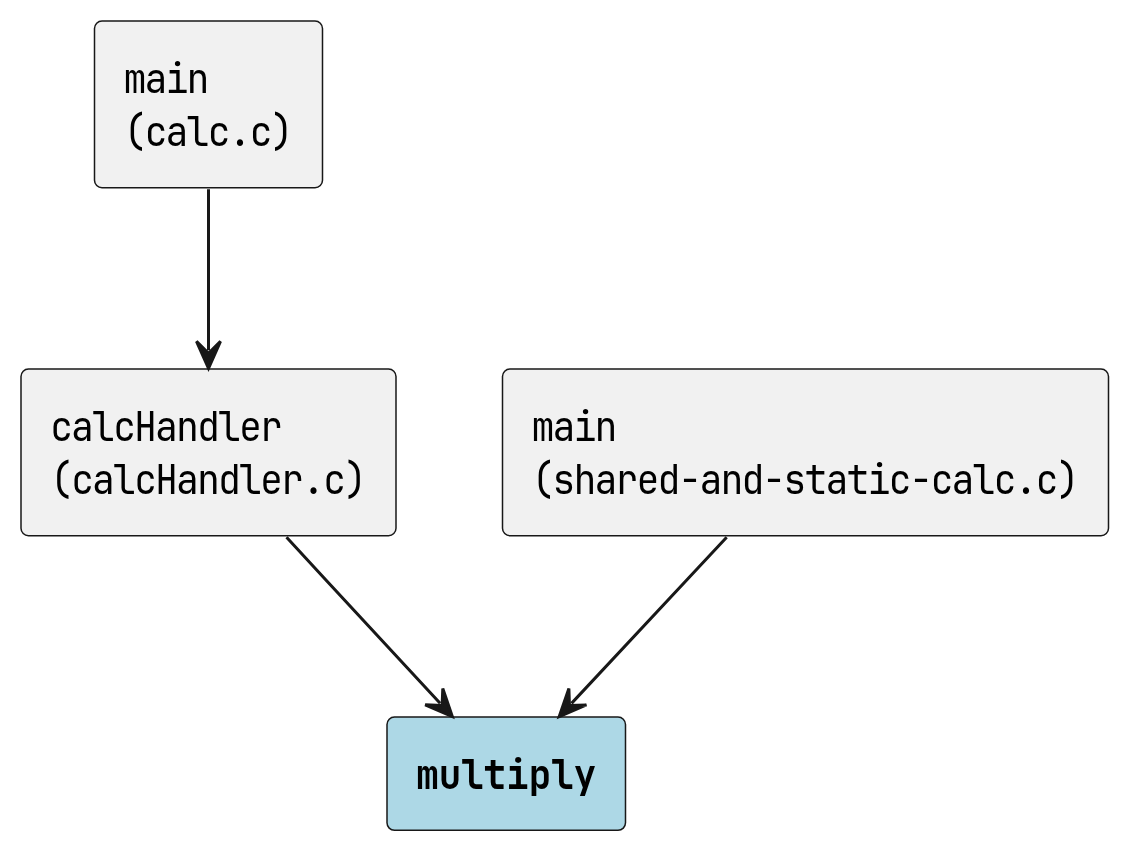 main
(calc.c)
calcHandler
(calcHandler.c)
main
(shared-and-static-calc.c)
multiply